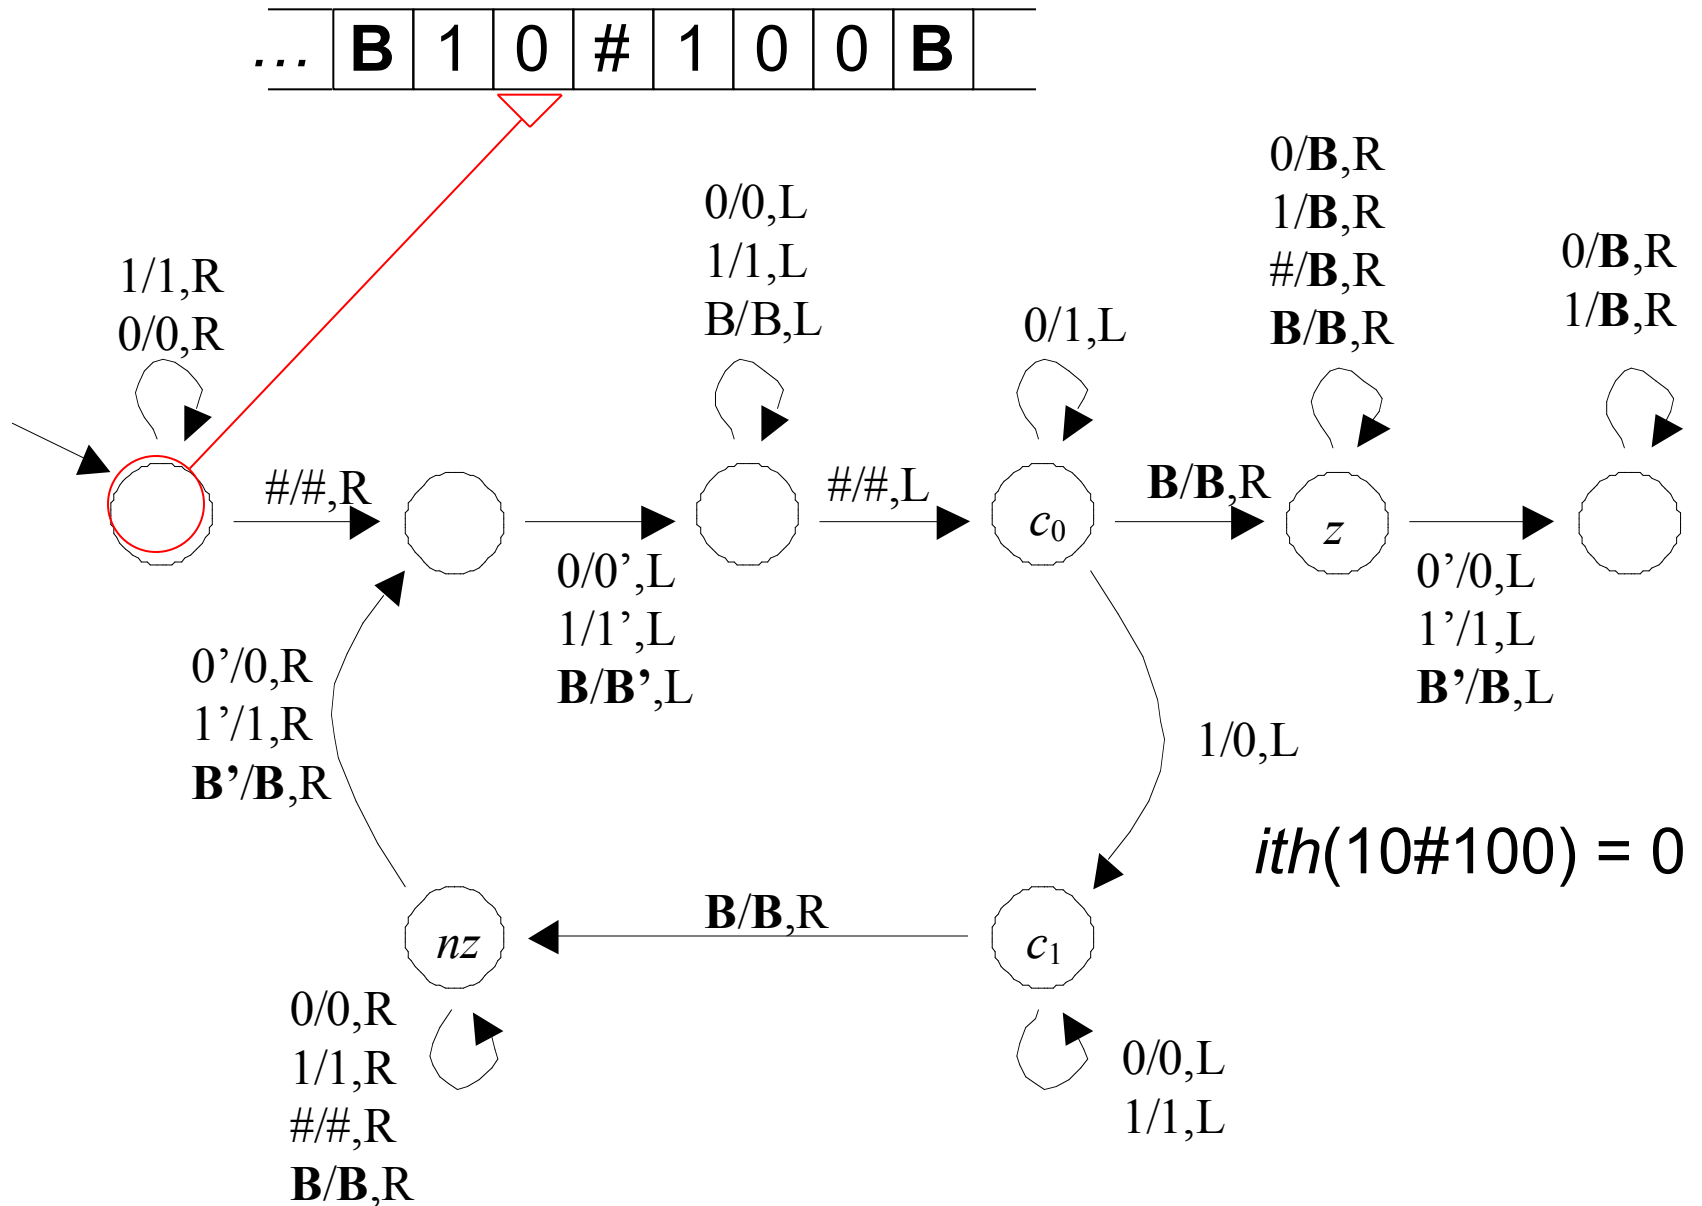 ... B 1 0 # 1 0 0 B
0/B,R
1/B,R
#/B,R
B/B,R
0/0,L
1/1,L
B/B,L
0/B,R
1/B,R
1/1,R
0/0,R
0/1,L
#/#,R
#/#,L
B/B,R
c0
z
0/0’,L
1/1’,L
B/B’,L
0’/0,L
1’/1,L
B’/B,L
0’/0,R
1’/1,R
B’/B,R
1/0,L
ith(10#100) = 0
B/B,R
nz
c1
0/0,R
1/1,R
#/#,R
B/B,R
0/0,L
1/1,L